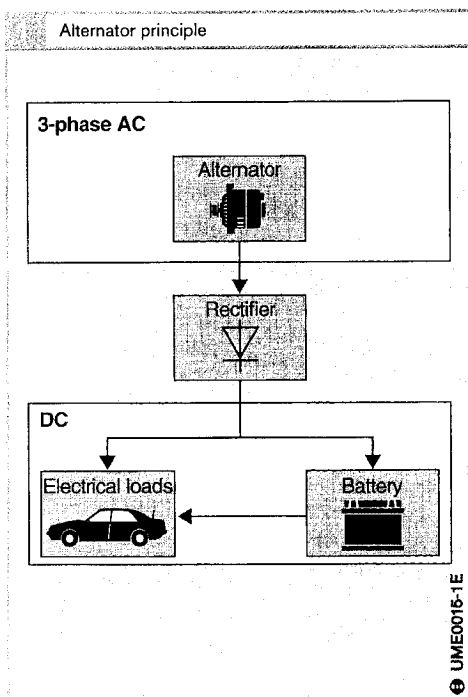 Alternator principle
3-phase AC
Alternator
Rectifier
DC
Electrical loads
Battery
UME0015-1E